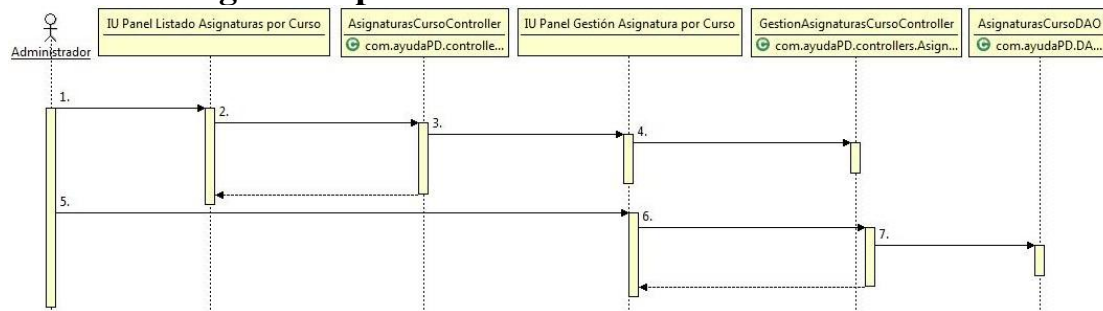 IU Panel Listado Asignaturas por Curso
AsignaturasCursoController
com.ayudaPD.controlle...
IU Panel Gestión Asignatura por Curso
GestionAsignaturasCursoController
com.ayudaPD.controllers.Asign...
AsignaturasCursoDAO
com.ayudaPD.DA...
Administrador
1.
2.
3.
4.
5.
6.
7.